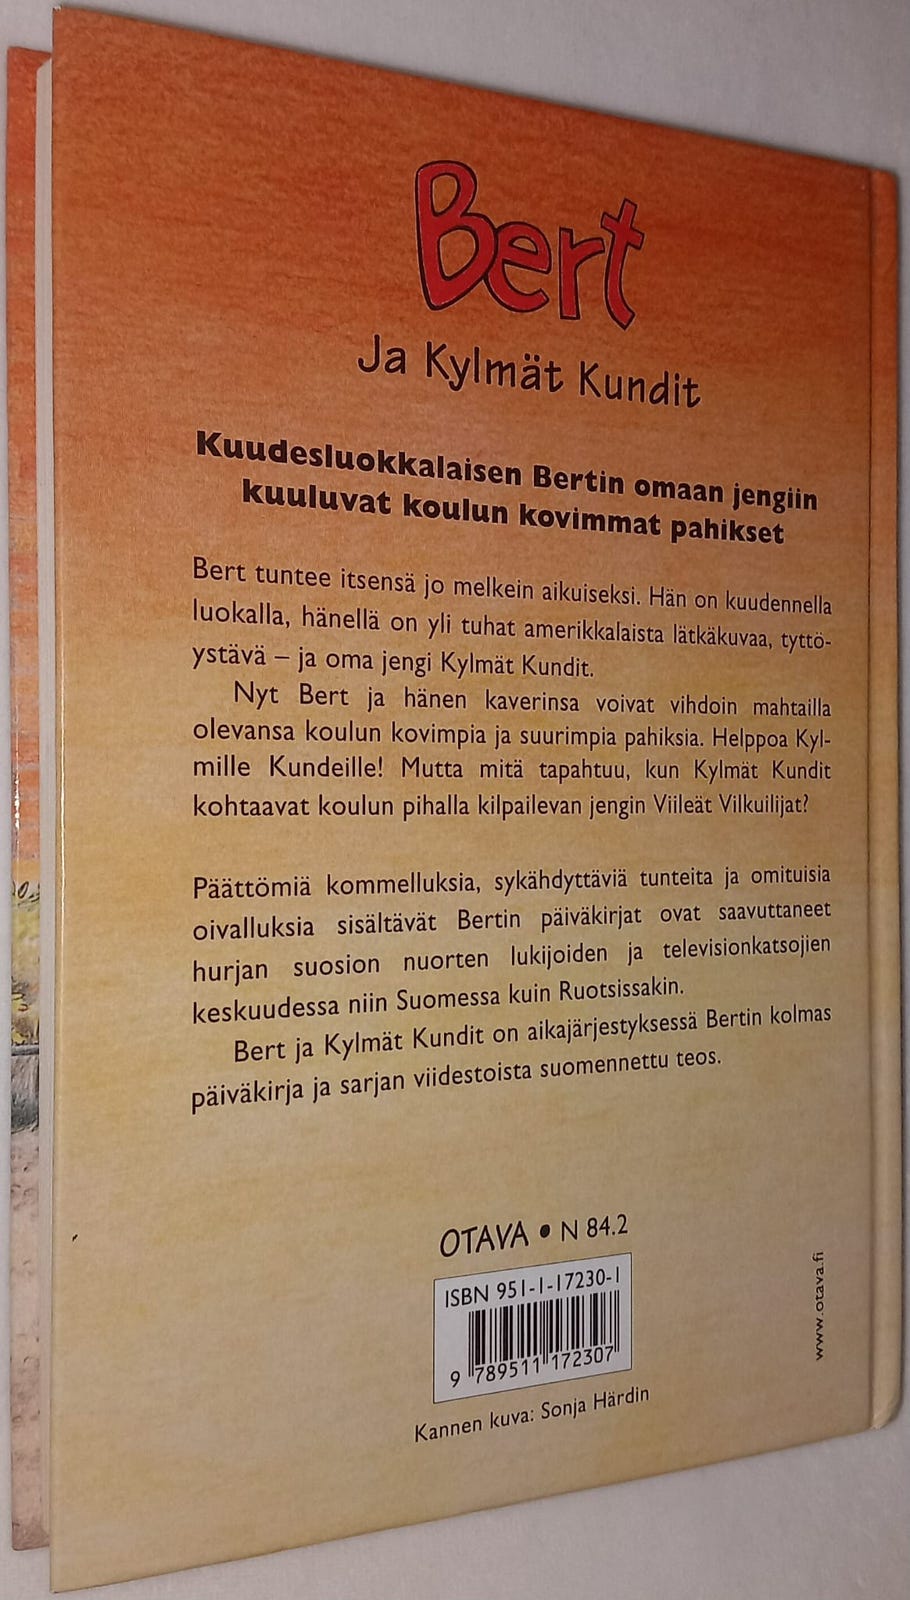 Bert
Ja Kylmät Kundit
Kuudesluokkalaisen Bertin omaan jengiin
kuuluvat koulun kovimmat pahikset
Bert tuntee itsensä jo melkein aikuiseksi. Hän on kuudennella
luokalla, hänellä on yli tuhat amerikkalaista lätkäkuvaa, tyttö-
ystävä – ja oma jengi Kylmät Kundit.
Nyt Bert ja hänen kaverinsa voivat vihdoin mahtailla
olevansa koulun kovimpia ja suurimpia pahiksia. Helppoa Kyl-
mille Kundeille! Mutta mitä tapahtuu, kun Kylmät Kundit
kohtaavat koulun pihalla kilpailevan jengin Viileät Vilkuilijat?
Päättömiä kommelluksia, sykähdyttäviä tunteita ja omituisia
oivalluksia sisältävät Bertin päiväkirjat ovat saavuttaneet
hurjan suosion nuorten lukijoiden ja televisionkatsojien
keskuudessa niin Suomessa kuin Ruotsissakin.
Bert ja Kylmät Kundit on aikajärjestyksessä Bertin kolmas
päiväkirja ja sarjan viidestoista suomennettu teos.
OTAVA • N 84.2
ISBN 951-1-17230-1
9 789511 172307
Kannen kuva: Sonja Härdin
www.otava.fi